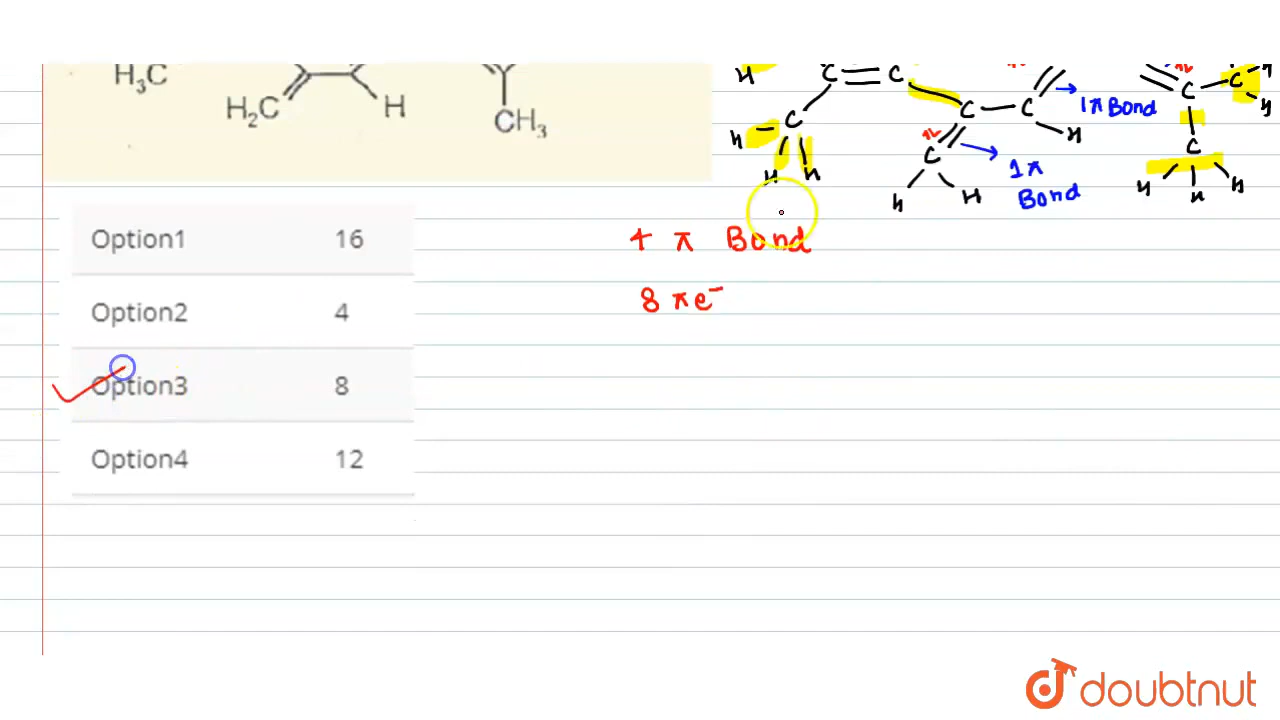 H₃C
H₂C
H
CH₃
H
C
C
C
H
H
H
C
C
π
C
H
H
H
1π Bond
1π
Bond
π
C
C
H
H
C
H
H
H
4 π Bond
8 πe⁻
Option1 16
Option2 4
Option3 8
Option4 12
doubtnut